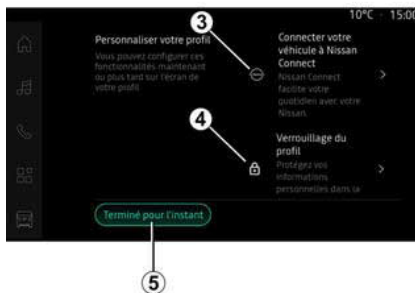 10°C 15:00
3
Personnaliser votre profil
Vous pouvez configurer ces
fonctionnalités maintenant
ou plus tard sur l'écran de
votre profil
Connecter votre
véhicule à Nissan
Connect
Nissan Connect
facilite votre
quotidien avec votre
Nissan.
4
Verrouillage du
profil
Protégez vos
informations
personnelles dans la
Terminé pour l'instant
5